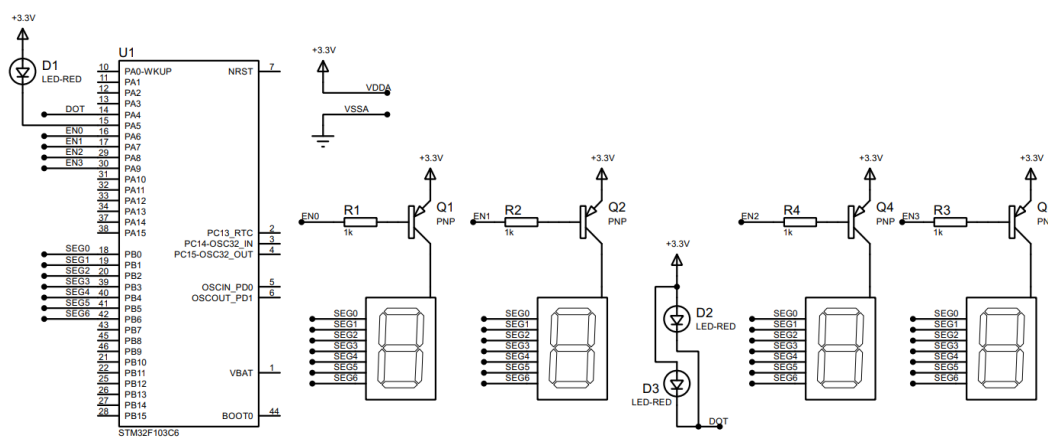 +3.3V
D1
LED-RED
U1
10 PA0-WKUP NRST 7
11 PA1
12 PA2
13 PA3
DOT 14 PA4
15 PA5
EN0 16 PA6
EN1 17 PA7
EN2 29 PA8
EN3 30 PA9
31 PA10
32 PA11
33 PA12
34 PA13
37 PA14
38 PA15
PC13_RTC 2
PC14-OSC32_IN 3
SEG0 18 PB0 PC15-OSC32_OUT 4
SEG1 19 PB1
SEG2 20 PB2
SEG3 39 PB3 OSCIN_PD0 5
SEG4 40 PB4 OSCOUT_PD1 6
SEG5 41 PB5
SEG6 42 PB6
43 PB7
45 PB8
46 PB9
21 PB10
22 PB11 VBAT 1
25 PB12
26 PB13
27 PB14
28 PB15 BOOT0 44
STM32F103C6
+3.3V
VDDA
VSSA
+3.3V
EN0
R1
1k
Q1
PNP
SEG0
SEG1
SEG2
SEG3
SEG4
SEG5
SEG6
+3.3V
EN1
R2
1k
Q2
PNP
SEG0
SEG1
SEG2
SEG3
SEG4
SEG5
SEG6
+3.3V
D2
LED-RED
D3
LED-RED
DOT
+3.3V
EN2
R4
1k
Q4
PNP
SEG0
SEG1
SEG2
SEG3
SEG4
SEG5
SEG6
+3.3V
EN3
R3
1k
Q
PNP
SEG0
SEG1
SEG2
SEG3
SEG4
SEG5
SEG6